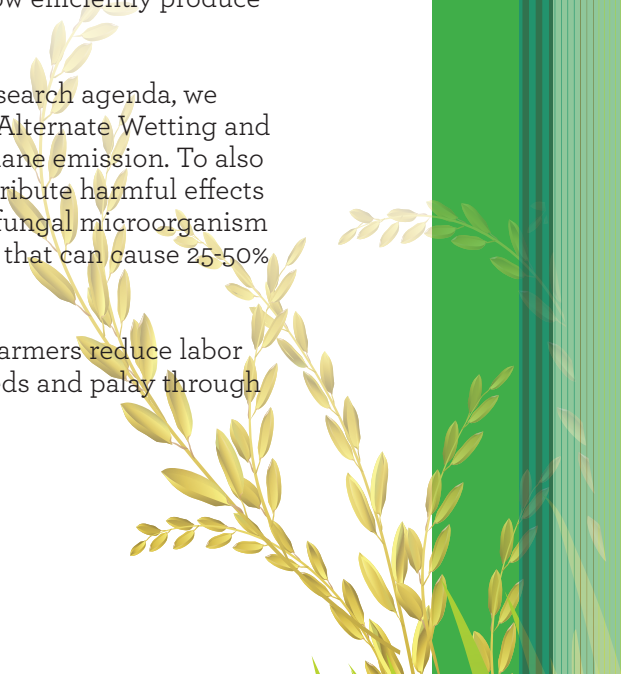 efficiently produce
search agenda, we
Alternate Wetting and
ane emission. To also
ribute harmful effects
fungal microorganism
that can cause 25-50%
armers reduce labor
ds and palay through